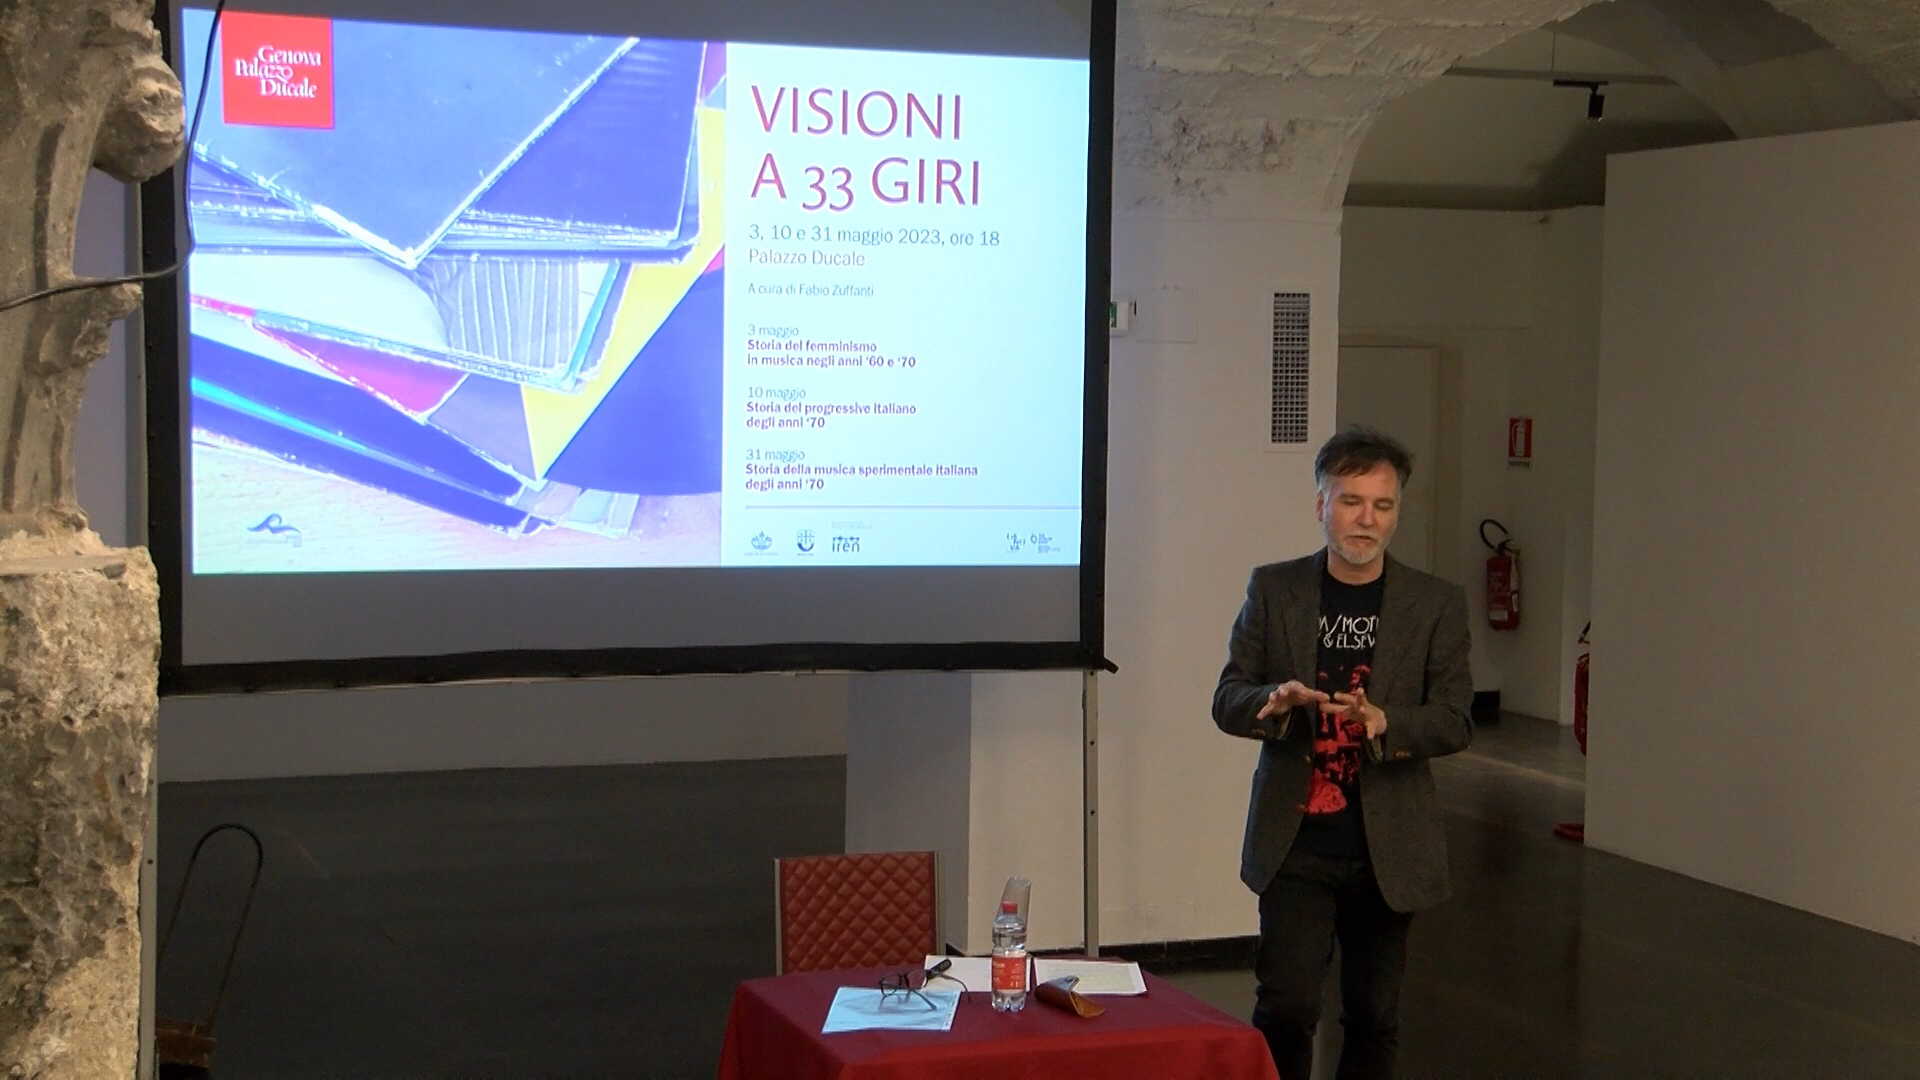 Genova
Palazzo
Ducale
VISIONI
A 33 GIRI
3, 10 e 31 maggio 2023, ore 18
Palazzo Ducale
A cura di Fabio Zuffanti
3 maggio
Storia del femminismo
in musica negli anni ‘60 e ‘70
10 maggio
Storia del progressive italiano
degli anni ‘70
31 maggio
Storia della musica sperimentale italiana
degli anni ‘70
iren
/MOT
& ELSEW